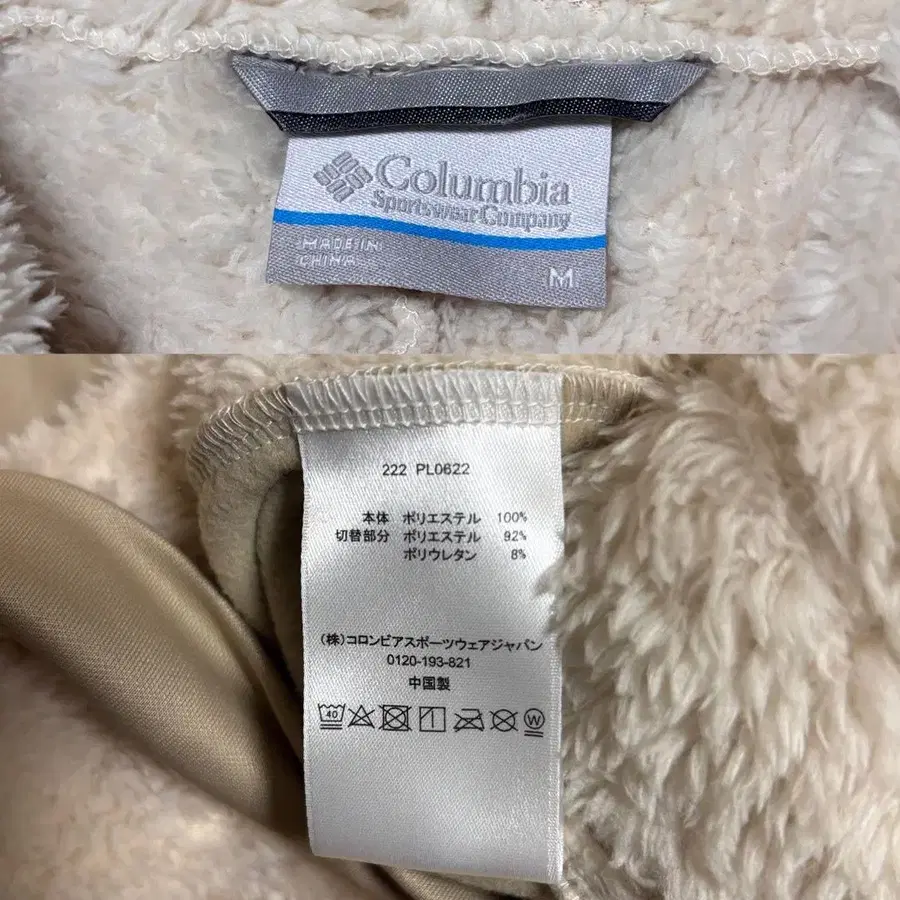 Columbia
Sportswear Company
MADE IN
CHINA
M
222 PL0622
本体 ポリエステル 100%
切替部分 ポリエステル 92%
ポリウレタン 8%
(株)コロンビアスポーツウェアジャパン
0120-193-821
中国製
40
W